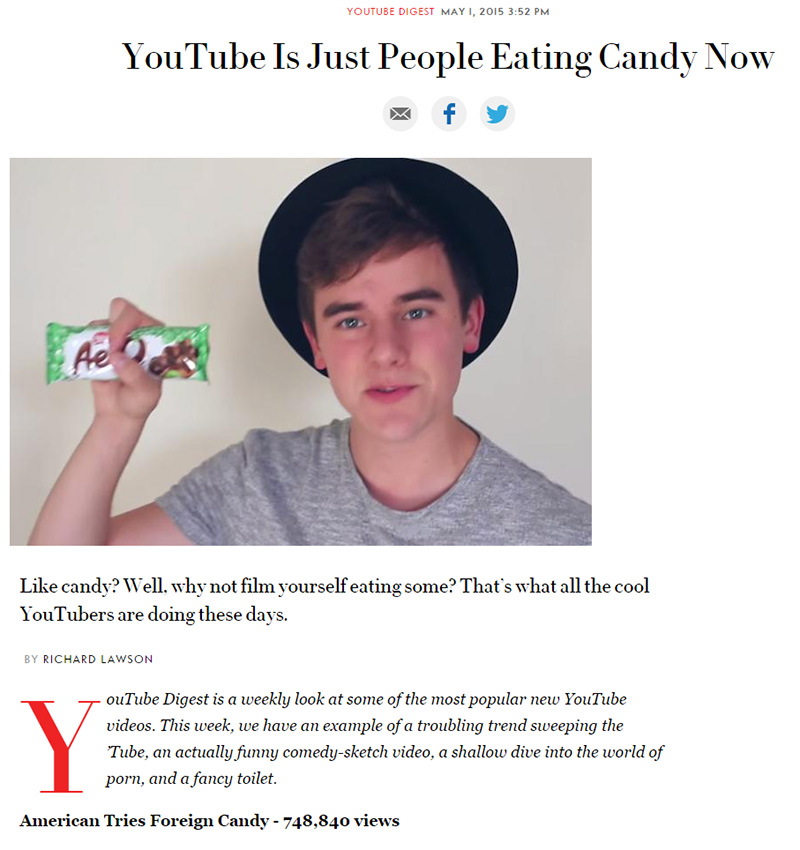 YOUTUBE DIGEST MAY 1, 2015 3:52 PM
YouTube Is Just People Eating Candy Now
Ae O
Like candy? Well, why not film yourself eating some? That's what all the cool
YouTubers are doing these days.
BY RICHARD LAWSON
YouTube Digest is a weekly look at some of the most popular new YouTube
videos. This week, we have an example of a troubling trend sweeping the
'Tube, an actually funny comedy-sketch video, a shallow dive into the world of
porn, and a fancy toilet.
American Tries Foreign Candy - 748,840 views